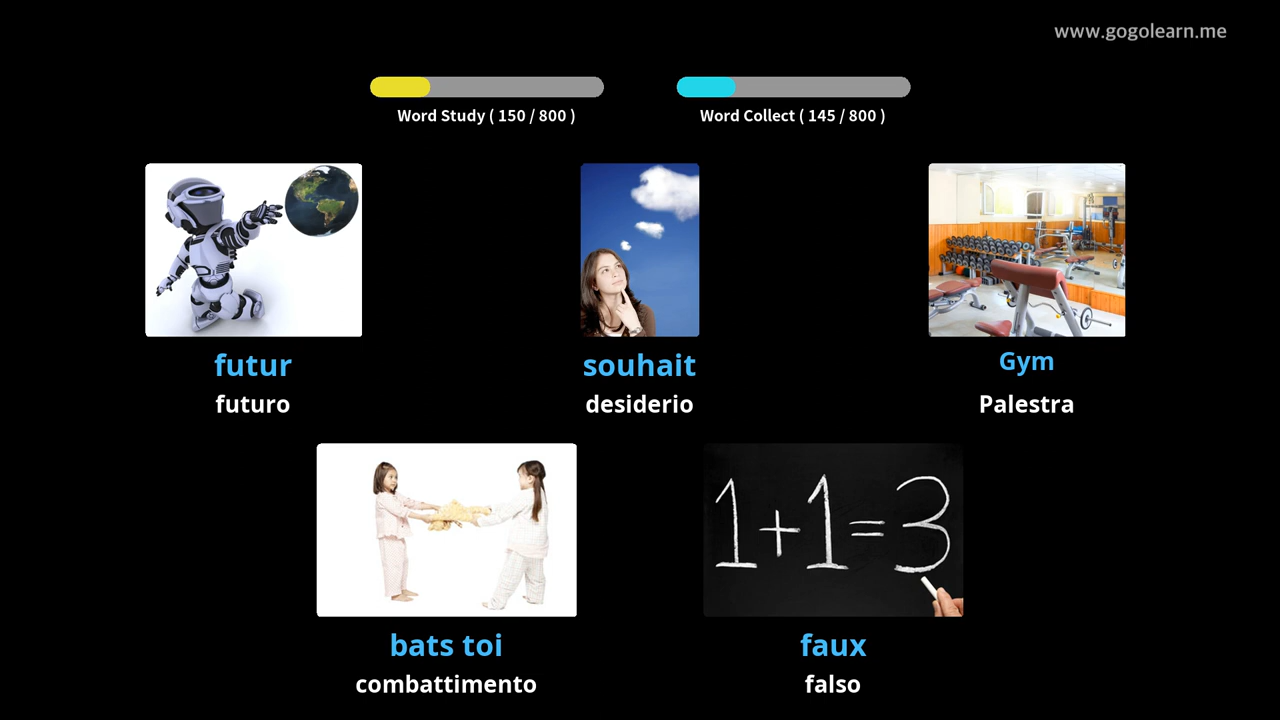 www.gogolearn.me
Word Study ( 150 / 800 )
Word Collect ( 145 / 800 )
futur
futuro
souhait
desiderio
Gym
Palestra
bats toi
combattimento
1+1=3
faux
falso